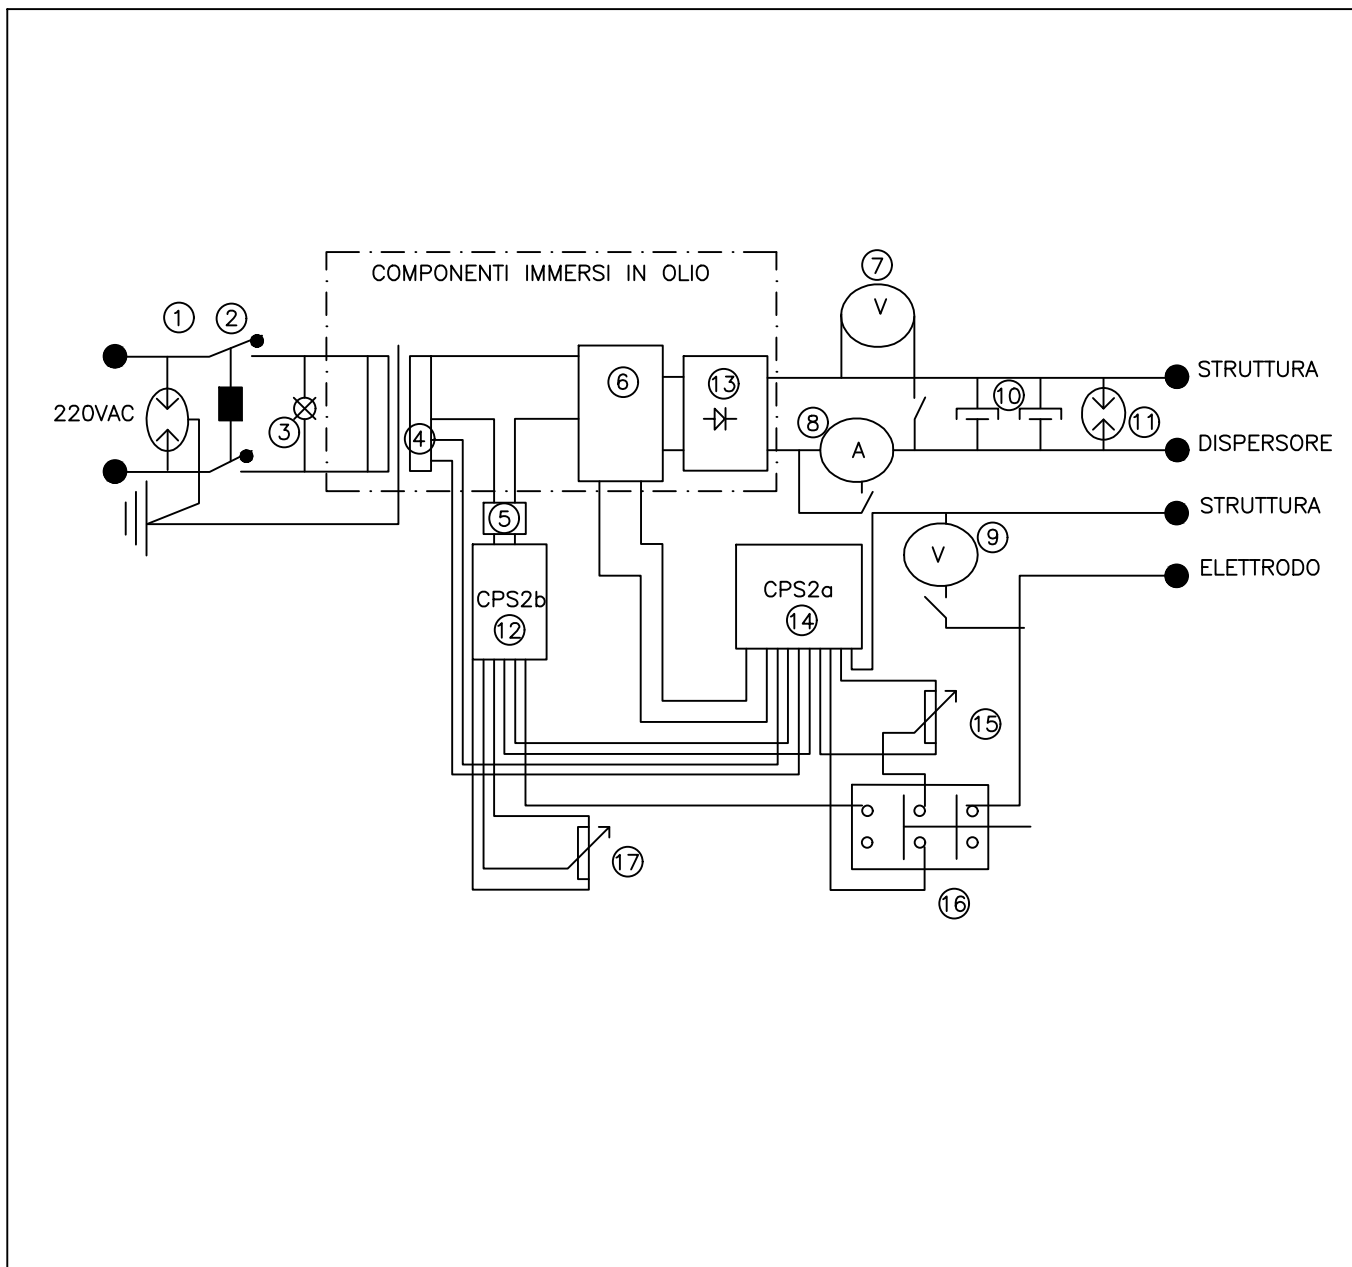 COMPONENTI IMMERSI IN OLIO
7
V
1
2
6
13
STRUTTURA
10
220VAC
3
4
8
11
A
DISPERSORE
STRUTTURA
5
9
V
ELETTRODO
CPS2b
12
CPS2a
14
15
17
16